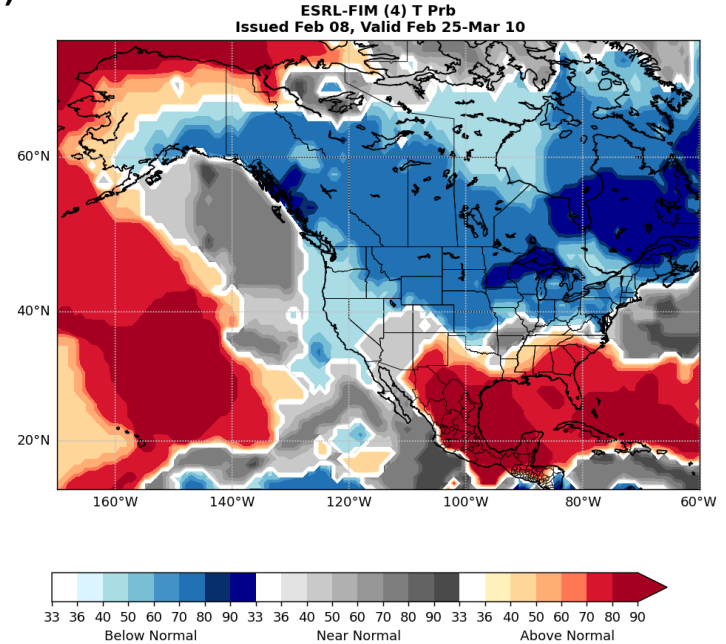 )
ESRL-FIM (4) T Prb
Issued Feb 08, Valid Feb 25-Mar 10
60°N
40°N
20°N
160°W 140°W 120°W 100°W 80°W 60°W
33 36 40 50 60 70 80 90 33 36 40 50 60 70 80 90 33 36 40 50 60 70 80 90
Below Normal Near Normal Above Normal